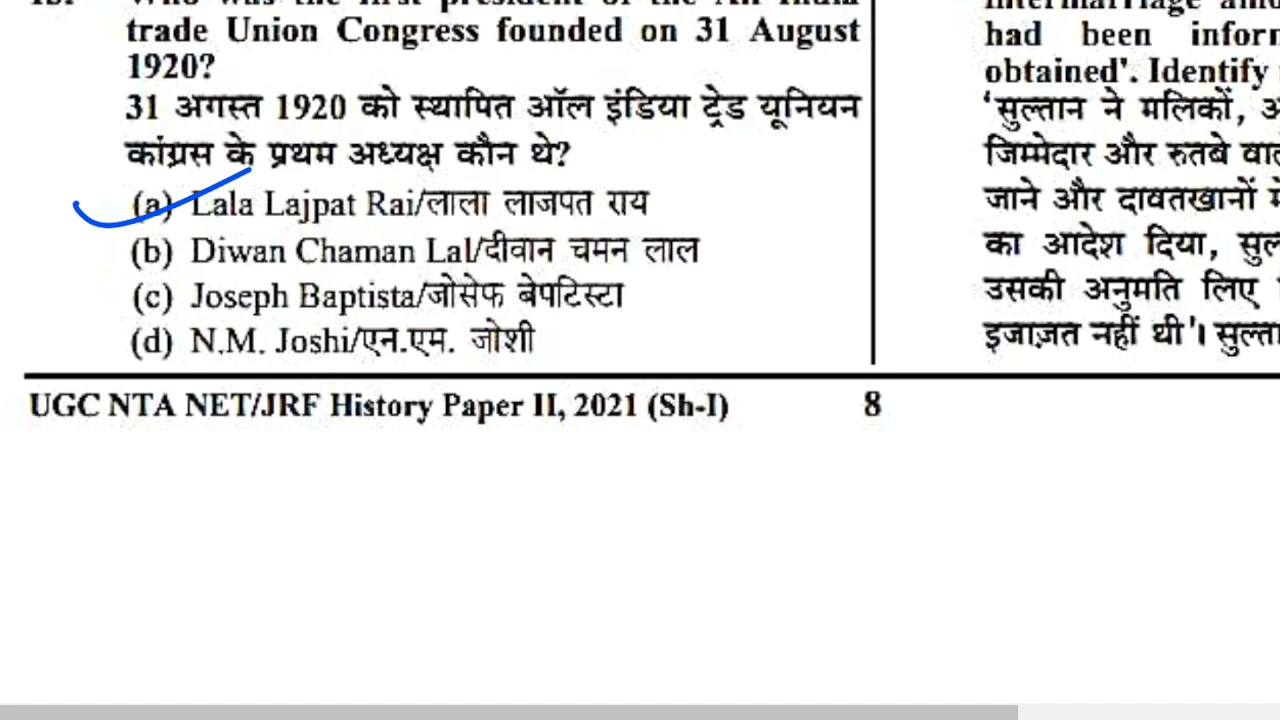 trade Union Congress founded on 31 August
1920?
31 अगस्त 1920 को स्थापित ऑल इंडिया ट्रेड यूनियन
कांग्रस के प्रथम अध्यक्ष कौन थे?
(a) Lala Lajpat Rai/लाला लाजपत राय
(b) Diwan Chaman Lal/दीवान चमन लाल
(c) Joseph Baptista/जोसेफ बेपटिस्टा
(d) N.M. Joshi/एन.एम. जोशी
had been
obtained'. Identify
'सुल्तान ने मलिकों,
जिम्मेदार और रुतबे
जाने और दावतखानों
का आदेश दिया,
उसकी अनुमति लिए
इजाज़त नहीं थी'।
UGC NTA NET/JRF History Paper II, 2021 (Sh-I)
8